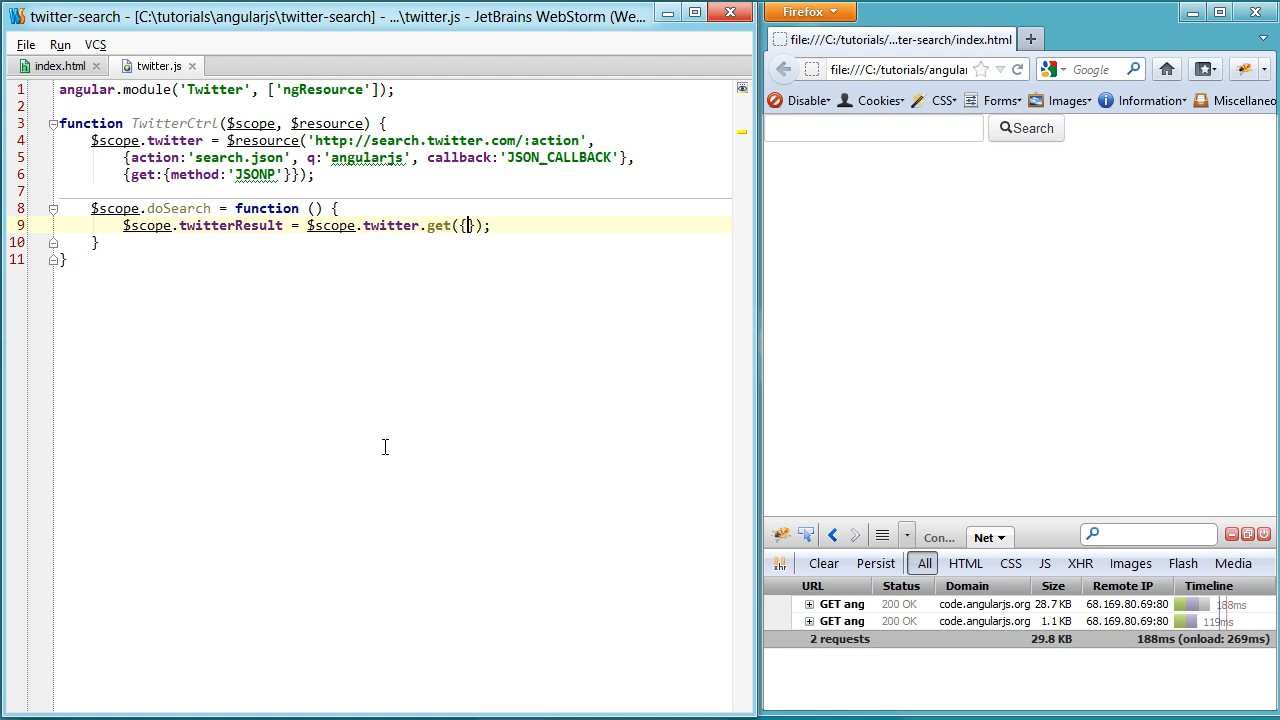 twitter-search - [C:\tutorials\angularjs\twitter-search] - ...\twitter.js - JetBrains WebStorm (We...
File Run VCS
index.html twitter.js
1 angular.module('Twitter', ['ngResource']);
2
3 function TwitterCtrl($scope, $resource) {
4 $scope.twitter = $resource('http://search.twitter.com/:action',
5 {action:'search.json', q:'angularjs', callback:'JSON_CALLBACK'},
6 {get:{method:'JSONP'}});
7
8 $scope.doSearch = function () {
9 $scope.twitterResult = $scope.twitter.get({});
10 }
11 }
Firefox
file:///C:/tutorials/...ter-search/index.html
file:///C:/tutorials/angular
Google
Disable Cookies CSS Forms Images Information Miscellaneo
Search
Con... Net
Clear Persist All HTML CSS JS XHR Images Flash Media
URL Status Domain Size Remote IP Timeline
GET ang 200 OK code.angularjs.org 28.7 KB 68.169.80.69:80 188ms
GET ang 200 OK code.angularjs.org 1.1 KB 68.169.80.69:80 119ms
2 requests 29.8 KB 188ms (onload: 269ms)